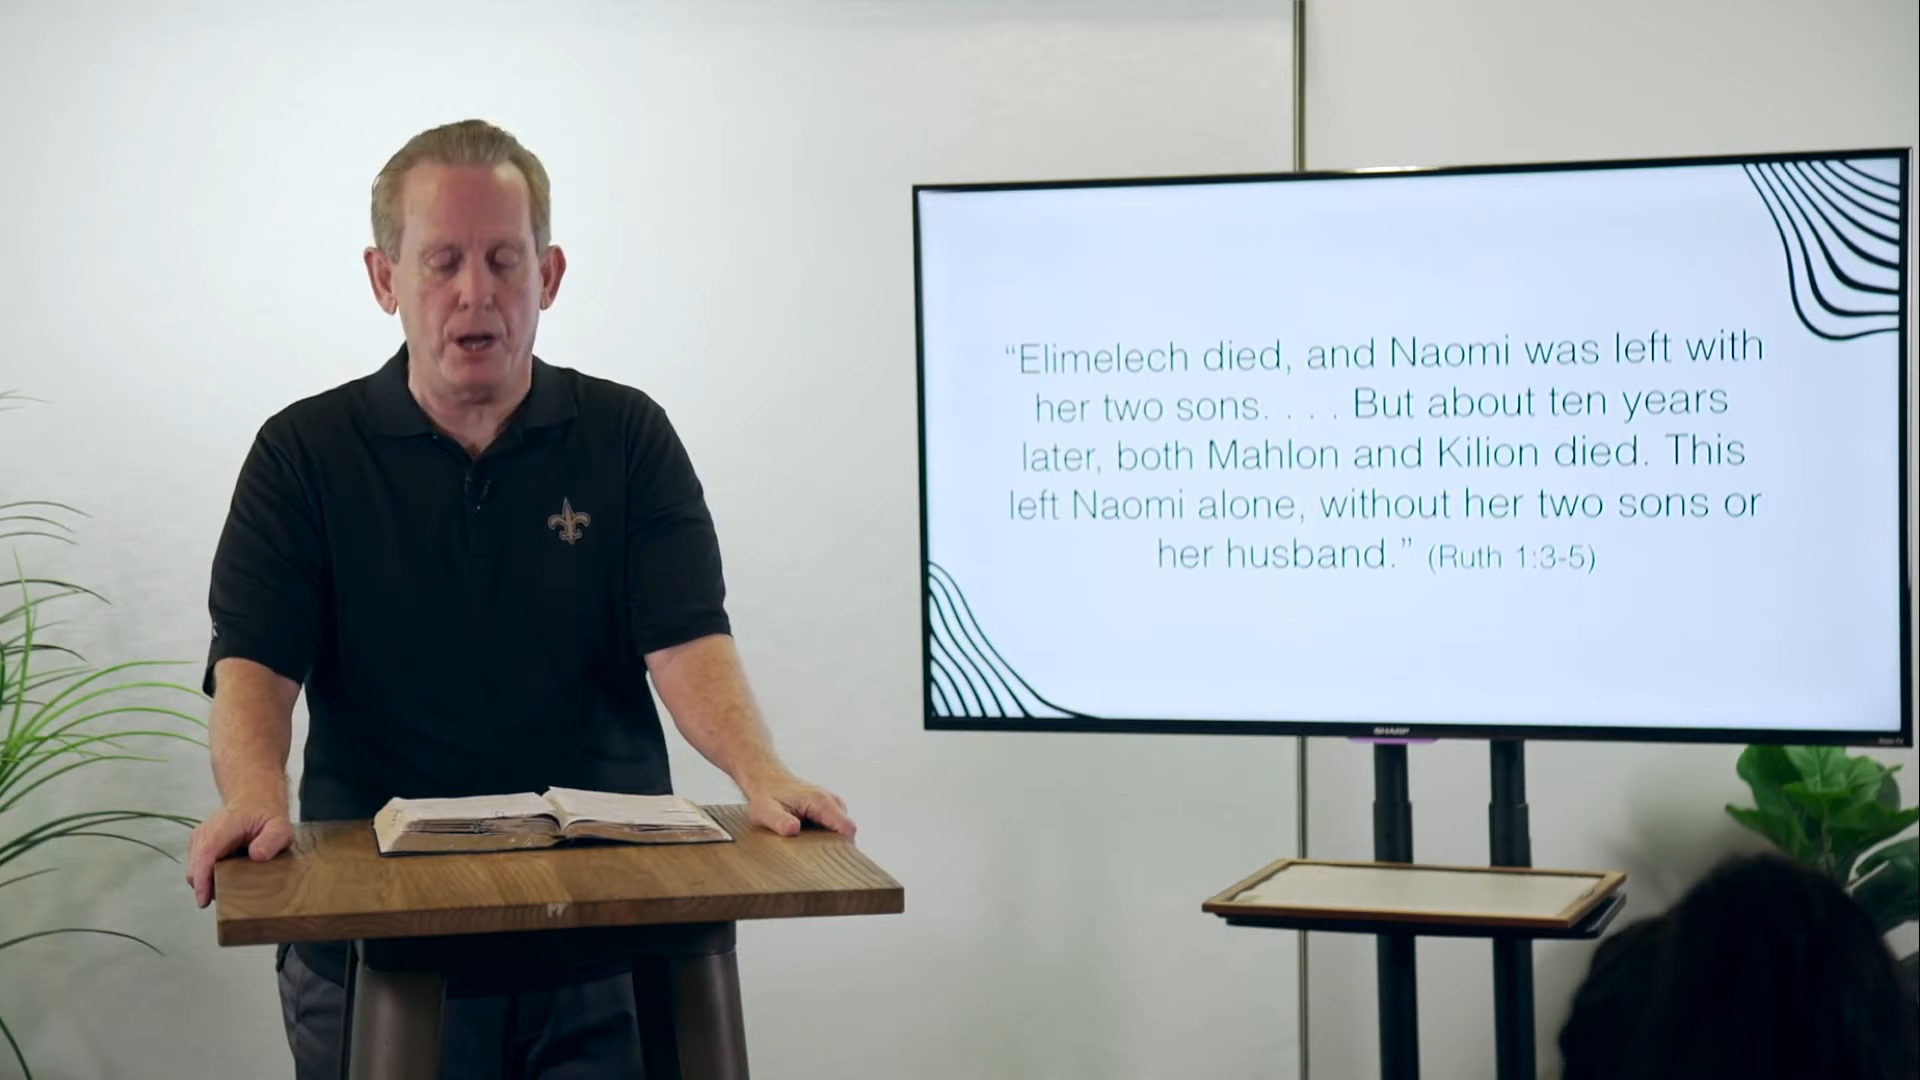 “Elimelech died, and Naomi was left with
her two sons. . . . But about ten years
later, both Mahlon and Kilion died. This
left Naomi alone, without her two sons or
her husband.” (Ruth 1:3-5)
SHARP